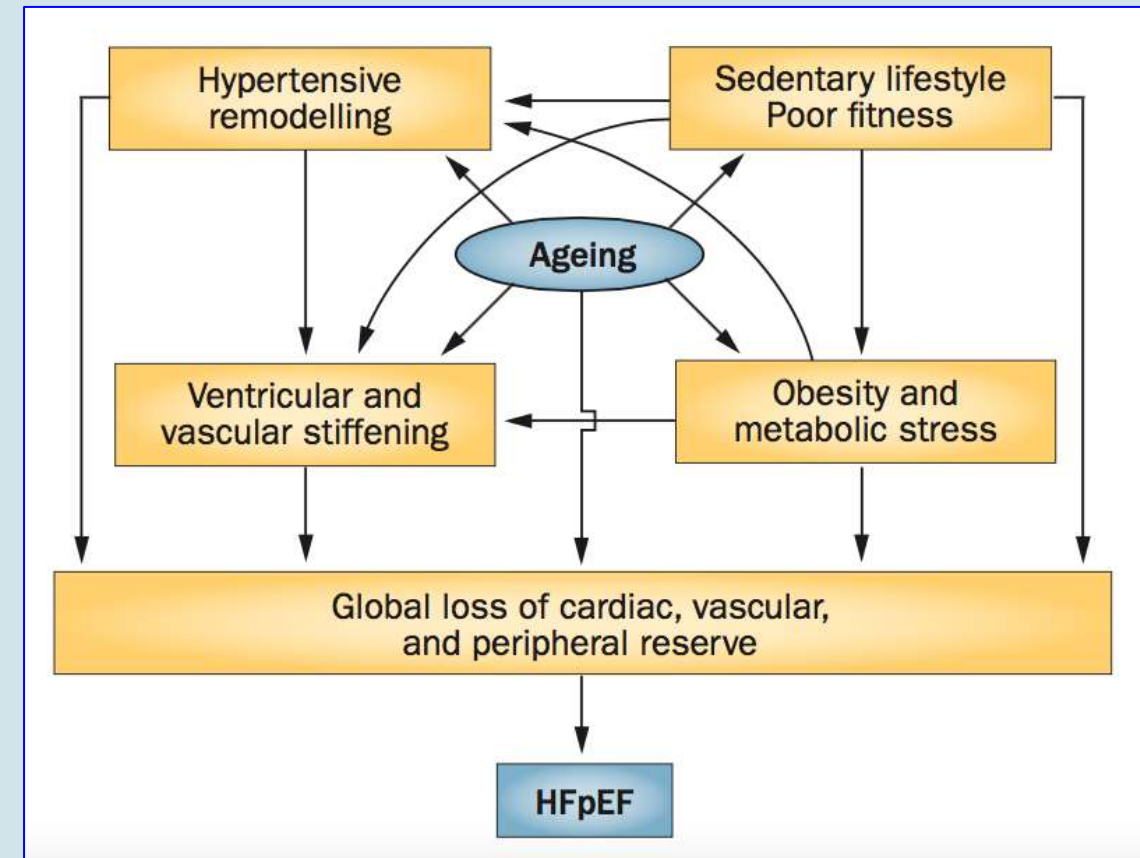 Hypertensive
remodelling
Sedentary lifestyle
Poor fitness
Ageing
Ventricular and
vascular stiffening
Obesity and
metabolic stress
Global loss of cardiac, vascular,
and peripheral reserve
HFpEF